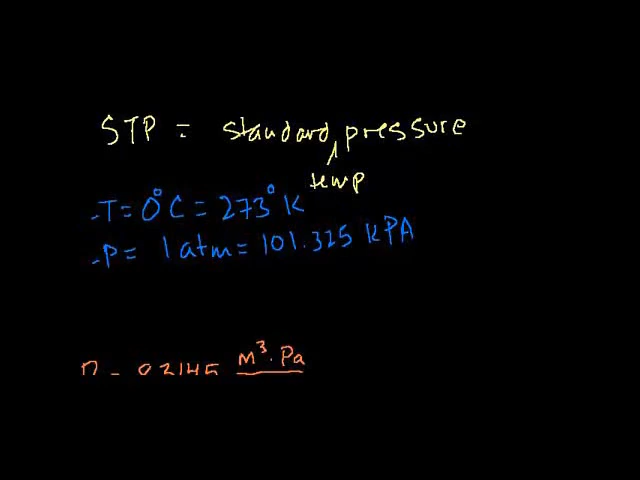 STP = standard, pressure
temp
-T = 0°C = 273°K
-P = 1 atm = 101.325 KPA
m³·Pa